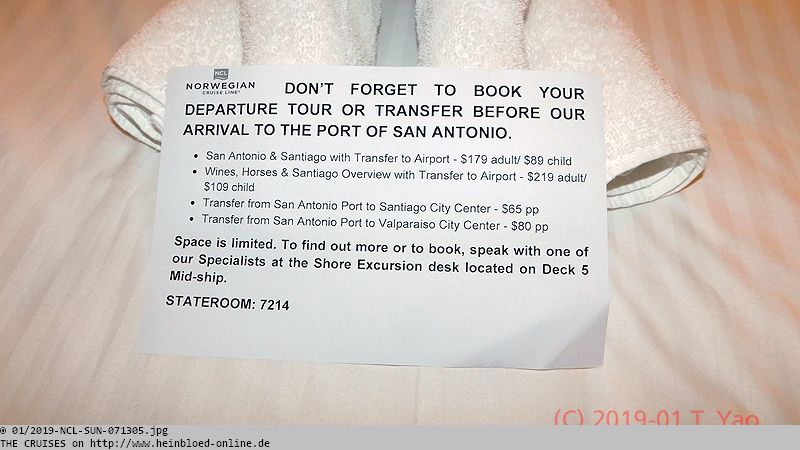 NCL
NORWEGIAN
CRUISE LINE®
DON'T FORGET TO BOOK YOUR
DEPARTURE TOUR OR TRANSFER BEFORE OUR
ARRIVAL TO THE PORT OF SAN ANTONIO.
• San Antonio & Santiago with Transfer to Airport - $179 adult/ $89 child
• Wines, Horses & Santiago Overview with Transfer to Airport - $219 adult/
$109 child
• Transfer from San Antonio Port to Santiago City Center - $65 pp
• Transfer from San Antonio Port to Valparaiso City Center - $80 pp
Space is limited. To find out more or to book, speak with one of
our Specialists at the Shore Excursion desk located on Deck 5
Mid-ship.
STATEROOM: 7214
(C) 2019-01 T. Yao
© 01/2019-NCL-SUN-071305.jpg
THE CRUISES on http://www.heinbloed-online.de